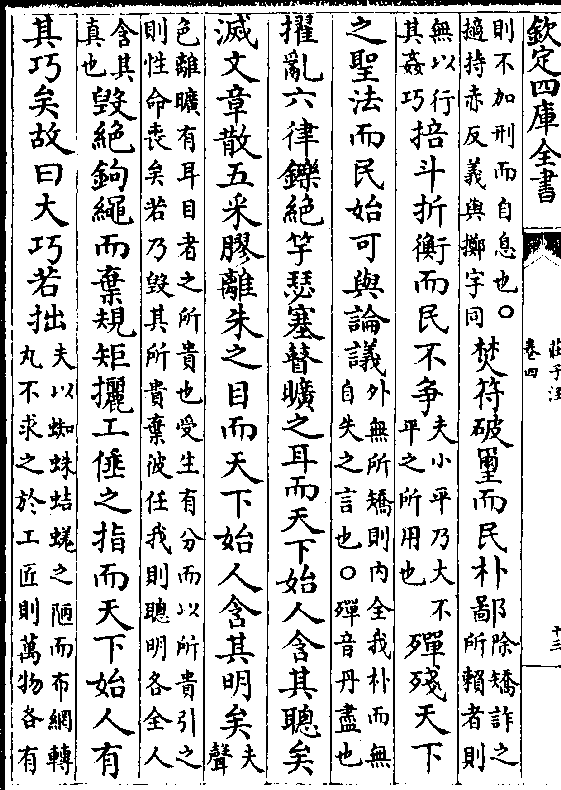 欽定四庫全書
莊子注
卷四
十三
則不加刑而自息也○
擿持赤反義與擲字同
焚符破璽而民朴鄙
除矯詐之
所賴者則
無以行
其姦巧
掊斗折衡而民不争
夫小平乃大不
平之所用也
殫殘天下
之聖法而民始可與論議
外無所矯則内全我朴而無
自失之言也○殫音丹盡也
擢亂六律鑠絶竽瑟塞瞽曠之耳而天下始人含其聰矣
滅文章散五采膠離朱之目而天下始人含其明矣
夫
聲
色離曠有耳目者之所貴也受生有分而以所貴引之
則性命喪矣若乃毁其所貴棄彼任我則聰明各全人
含其
真也
毁絶鉤繩而棄規矩攦工倕之指而天下始人有
其巧矣故曰大巧若拙
夫以蜘蛛蛣蜣之陋而布網轉
丸不求之於工匠則萬物各有